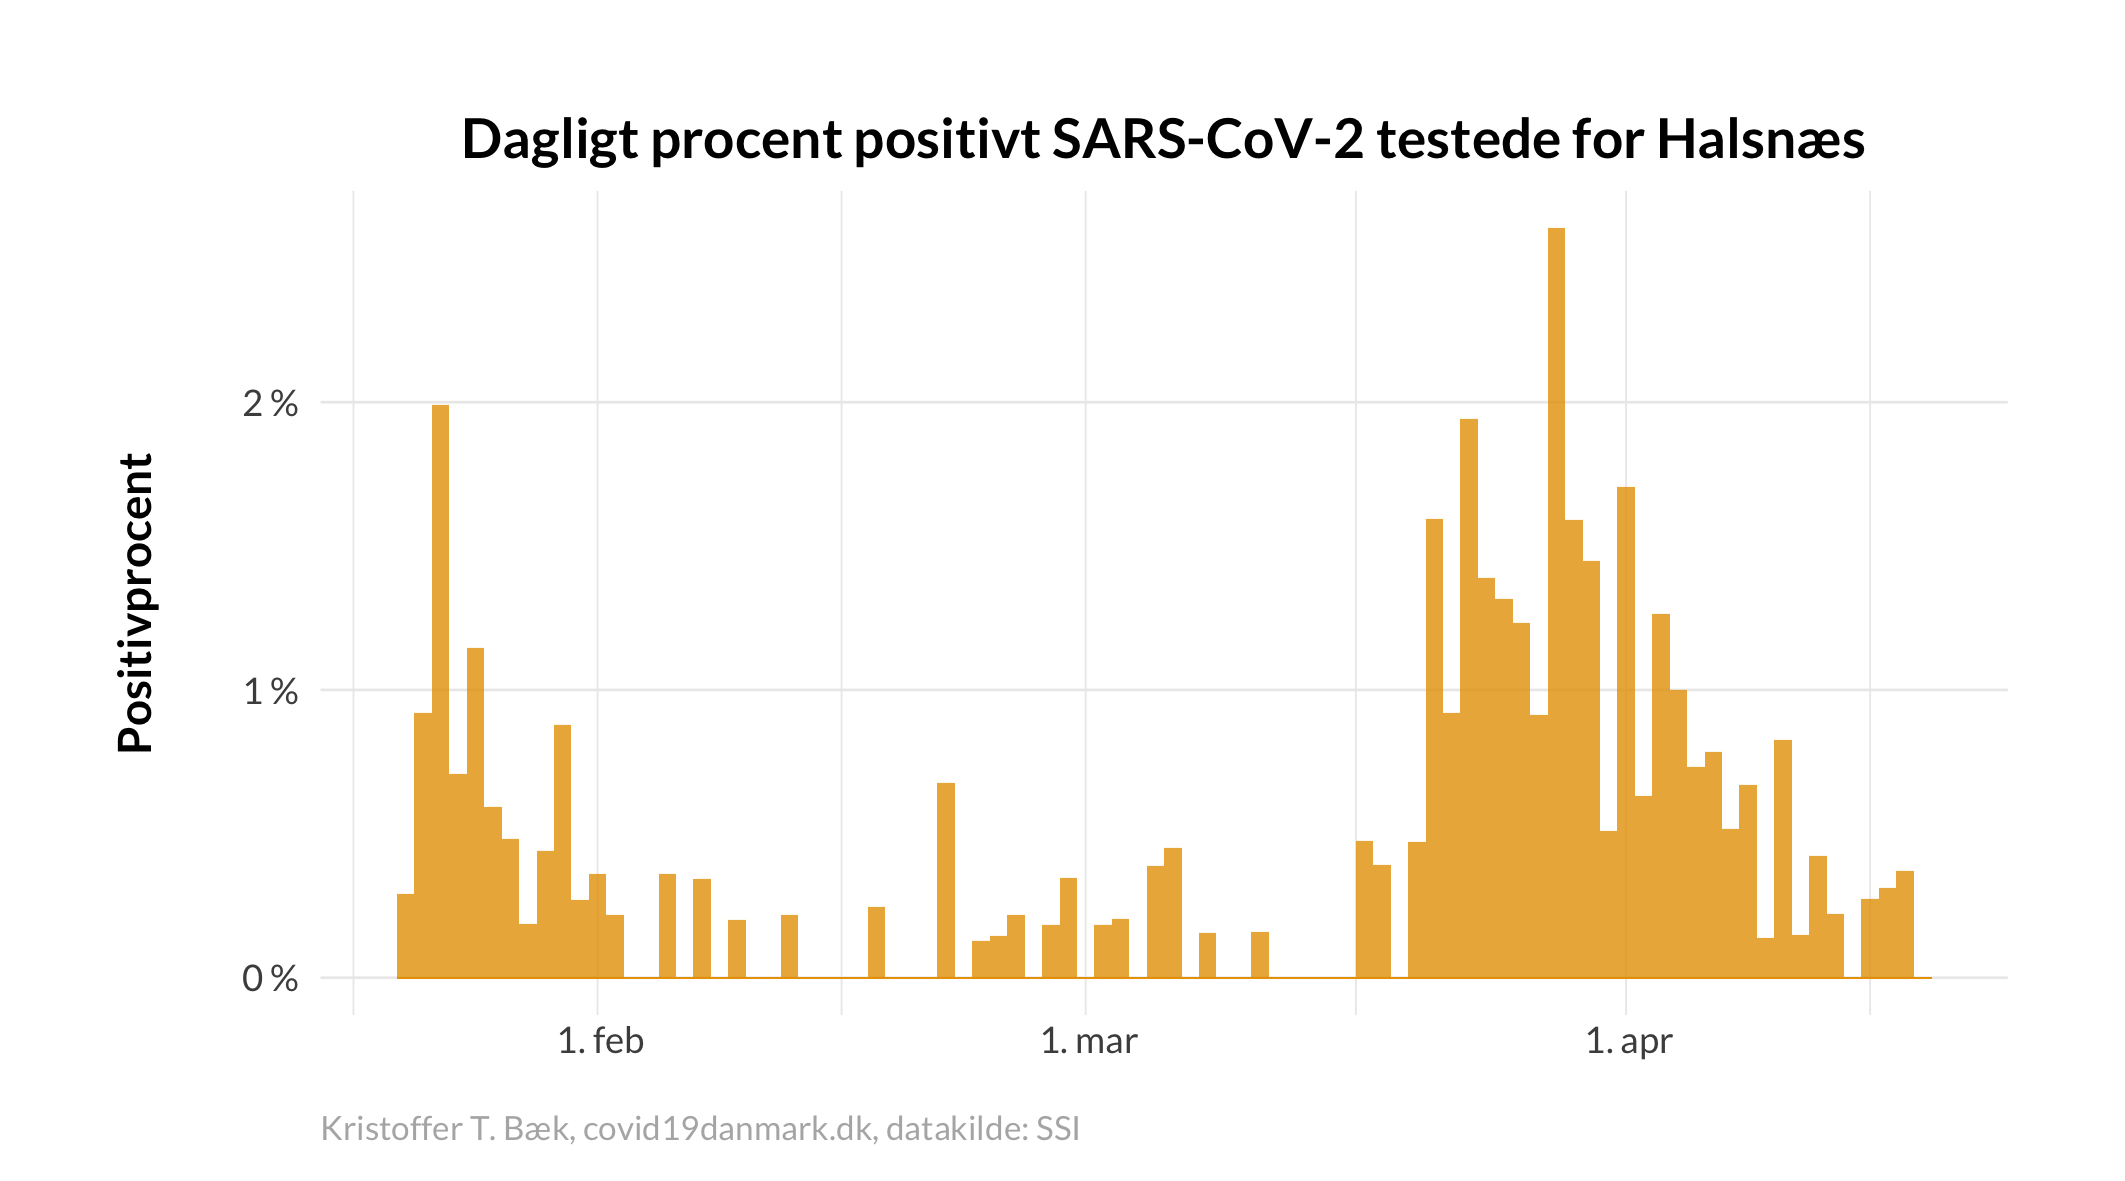 Dagligt procent positivt SARS-CoV-2 testede for Halsnæs
Positivprocent
2 %
1 %
0 %
1. feb
1. mar
1. apr
Kristoffer T. Bæk, covid19danmark.dk, datakilde: SSI